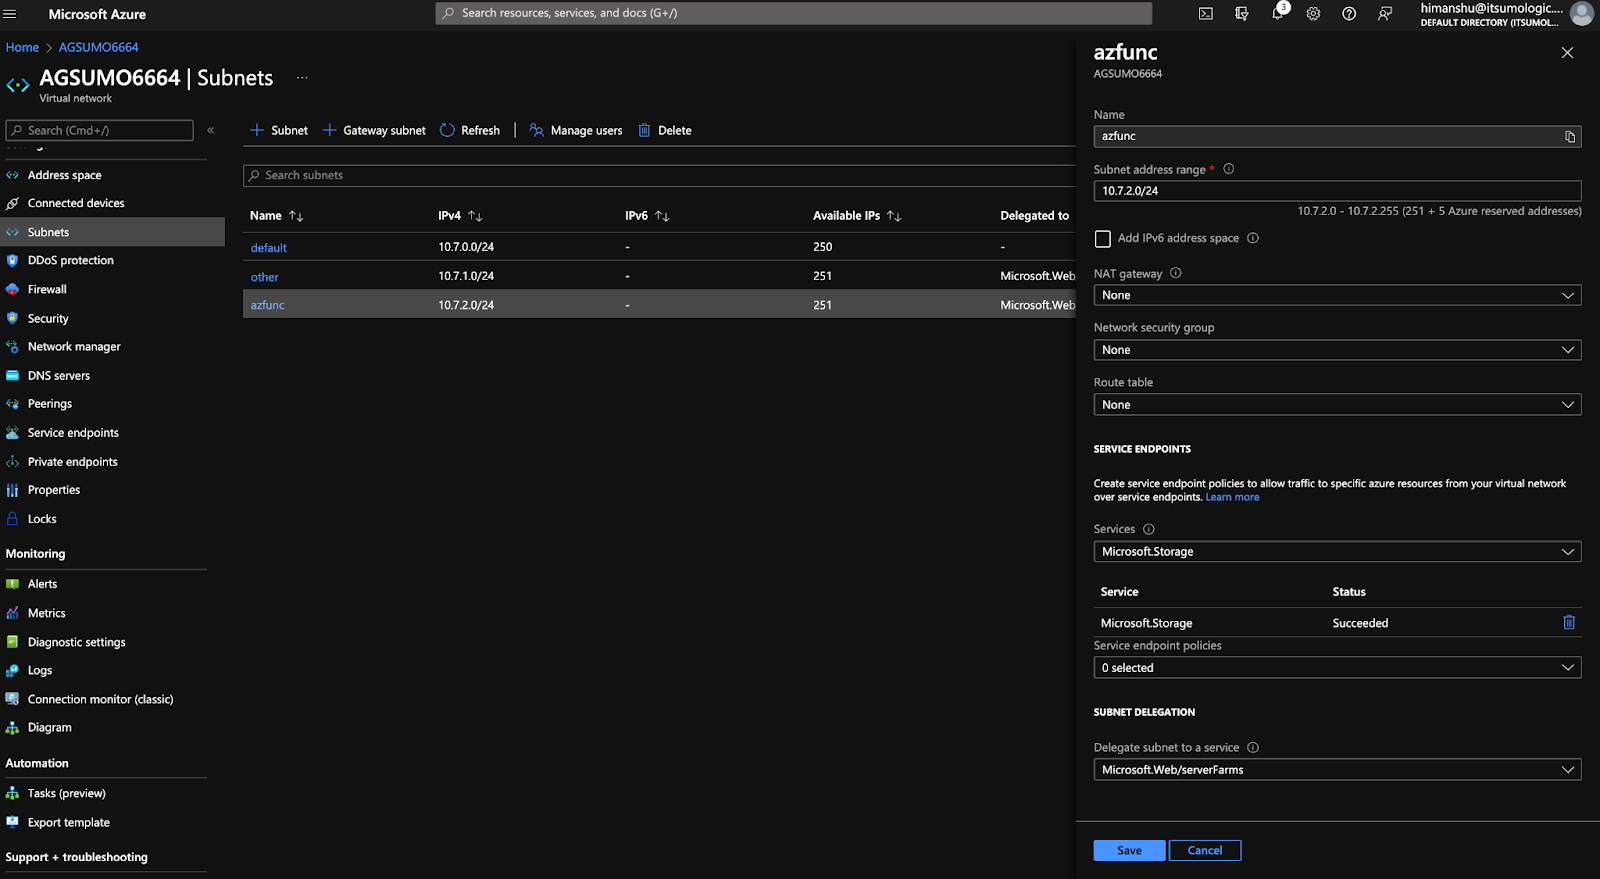 Microsoft Azure
Search resources, services, and docs (G+/)
3
himanshu@itsumologic....
DEFAULT DIRECTORY (ITSUMOL...
Home > AGSUMO6664
AGSUMO6664 | Subnets ...
Virtual network
Search (Cmd+/)
«
Address space
Connected devices
Subnets
DDoS protection
Firewall
Security
Network manager
DNS servers
Peerings
Service endpoints
Private endpoints
Properties
Locks
Monitoring
Alerts
Metrics
Diagnostic settings
Logs
Connection monitor (classic)
Diagram
Automation
Tasks (preview)
Export template
Support + troubleshooting
+ Subnet + Gateway subnet Refresh | Manage users Delete
Search subnets
Name ↑↓ IPv4 ↑↓ IPv6 ↑↓ Available IPs ↑↓ Delegated to
default 10.7.0.0/24 - 250 -
other 10.7.1.0/24 - 251 Microsoft.Web
azfunc 10.7.2.0/24 - 251 Microsoft.Web
azfunc
AGSUMO6664
Name
azfunc
Subnet address range *
10.7.2.0/24
10.7.2.0 - 10.7.2.255 (251 + 5 Azure reserved addresses)
Add IPv6 address space
NAT gateway
None
Network security group
None
Route table
None
SERVICE ENDPOINTS
Create service endpoint policies to allow traffic to specific azure resources from your virtual network
over service endpoints. Learn more
Services
Microsoft.Storage
Service Status
Microsoft.Storage Succeeded
Service endpoint policies
0 selected
SUBNET DELEGATION
Delegate subnet to a service
Microsoft.Web/serverFarms
Save Cancel